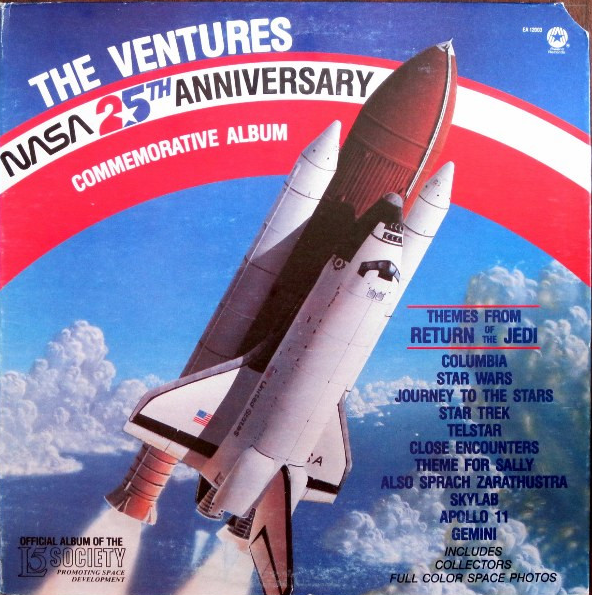 THE VENTURES
NASA 25TH ANNIVERSARY
COMMEMORATIVE ALBUM
EA 12003
THEMES FROM
RETURN OF THE JEDI
COLUMBIA
STAR WARS
JOURNEY TO THE STARS
STAR TREK
TELSTAR
CLOSE ENCOUNTERS
THEME FOR SALLY
ALSO SPRACH ZARATHUSTRA
SKYLAB
APOLLO 11
GEMINI
INCLUDES
COLLECTORS
FULL COLOR SPACE PHOTOS
OFFICIAL ALBUM OF THE
L5 SOCIETY
PROMOTING SPACE
DEVELOPMENT